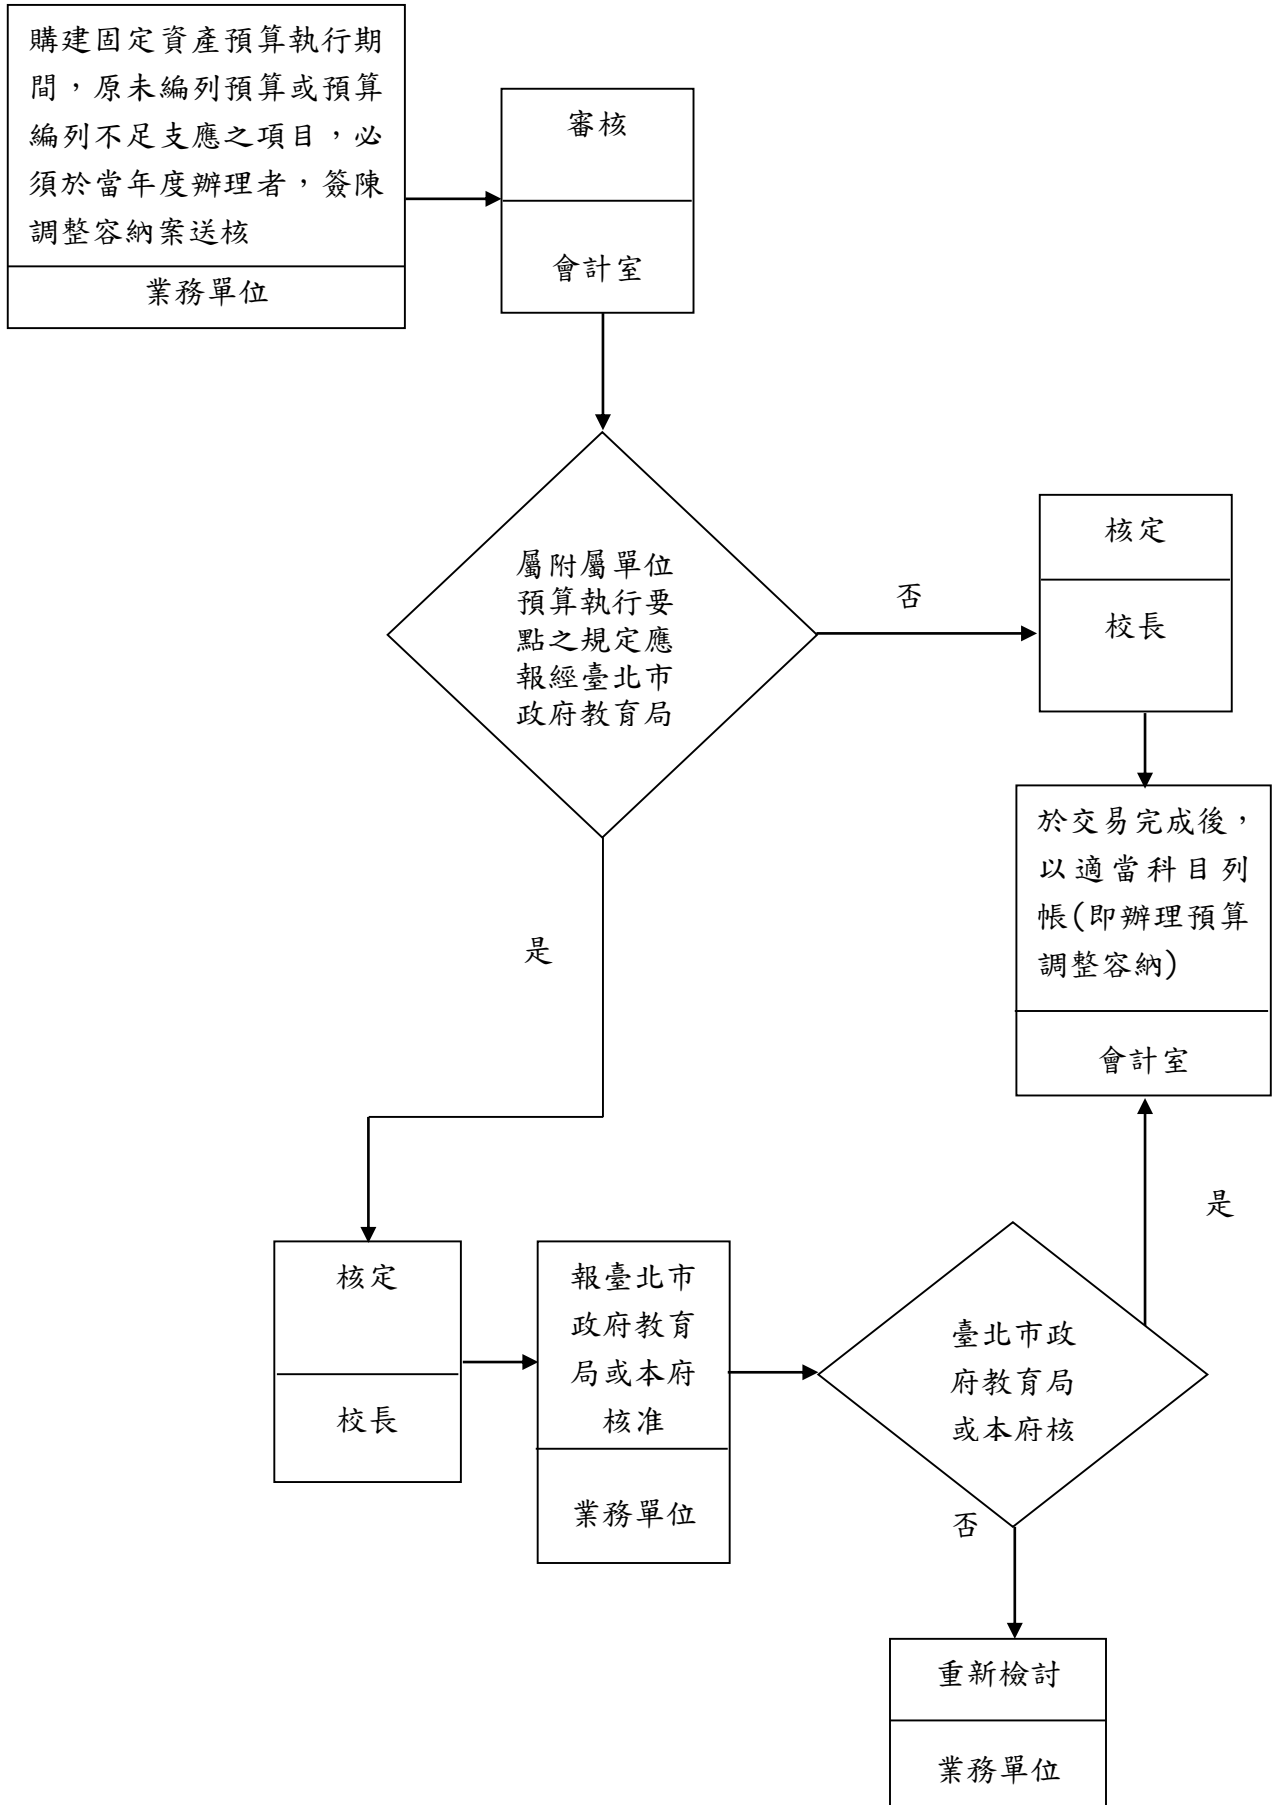 購建固定資產預算執行期
間，原未編列預算或預算
編列不足支應之項目，必
須於當年度辦理者，簽陳
調整容納案送核
業務單位
審核
會計室
屬附屬單位
預算執行要
點之規定應
報經臺北市
政府教育局
否
核定
校長
於交易完成後，
以適當科目列
帳(即辦理預算
調整容納)
會計室
是
核定
校長
報臺北市
政府教育
局或本府
核准
業務單位
臺北市政
府教育局
或本府核
是
否
重新檢討
業務單位